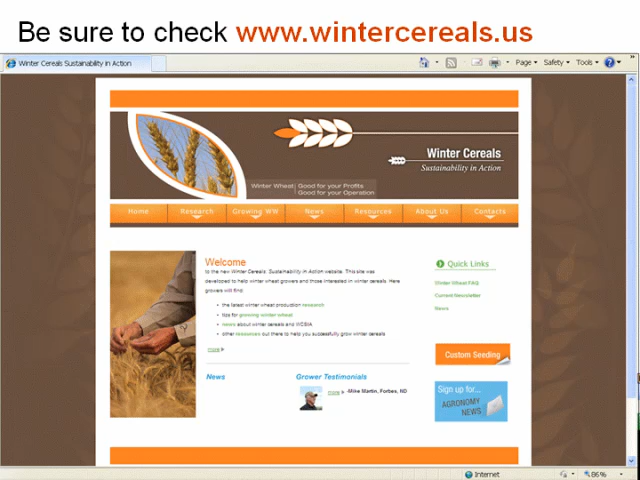 Be sure to check www.wintercereals.us
Winter Cereals Sustainability in Action
Page Safety Tools
Winter Cereals
Sustainability in Action
Winter Wheat Good for your Profits
Good for your Operation
Home Research Growing WW News Resources About Us Contacts
Welcome
to the new Winter Cereals: Sustainability in Action website. This site was
developed to help winter wheat growers and those interested in winter cereals. Here
growers will find:
the latest winter wheat production research
tips for growing winter wheat
news about winter cereals and WCSIA
other resources out there to help you successfully grow winter cereals
more
Quick Links
Winter Wheat FAQ
Current Newsletter
News
Custom Seeding
News
Grower Testimonials
more -Mike Martin, Forbes, ND
Sign up for...
AGRONOMY
NEWS
Internet
86%